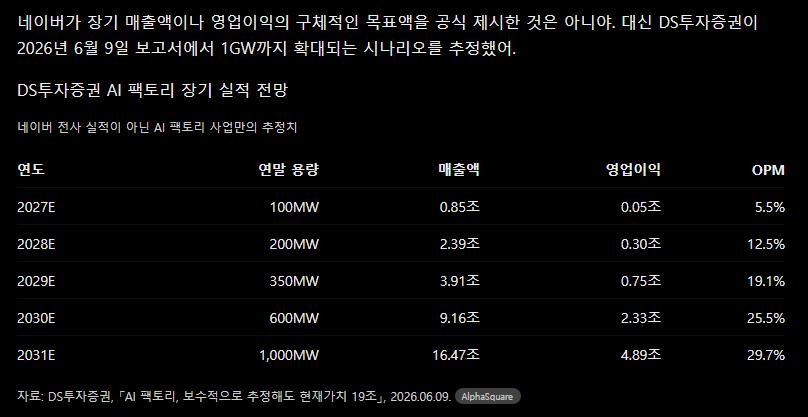 네이버가 장기 매출액이나 영업이익의 구체적인 목표액을 공식 제시한 것은 아니야. 대신 DS투자증권이
2026년 6월 9일 보고서에서 1GW까지 확대되는 시나리오를 추정했어.
DS투자증권 AI 팩토리 장기 실적 전망
네이버 전사 실적이 아닌 AI 팩토리 사업만의 추정치
연도 연말 용량 매출액 영업이익 OPM
2027E 100MW 0.85조 0.05조 5.5%
2028E 200MW 2.39조 0.30조 12.5%
2029E 350MW 3.91조 0.75조 19.1%
2030E 600MW 9.16조 2.33조 25.5%
2031E 1,000MW 16.47조 4.89조 29.7%
자료: DS투자증권, 「AI 팩토리, 보수적으로 추정해도 현재가치 19조」, 2026.06.09. AlphaSquare